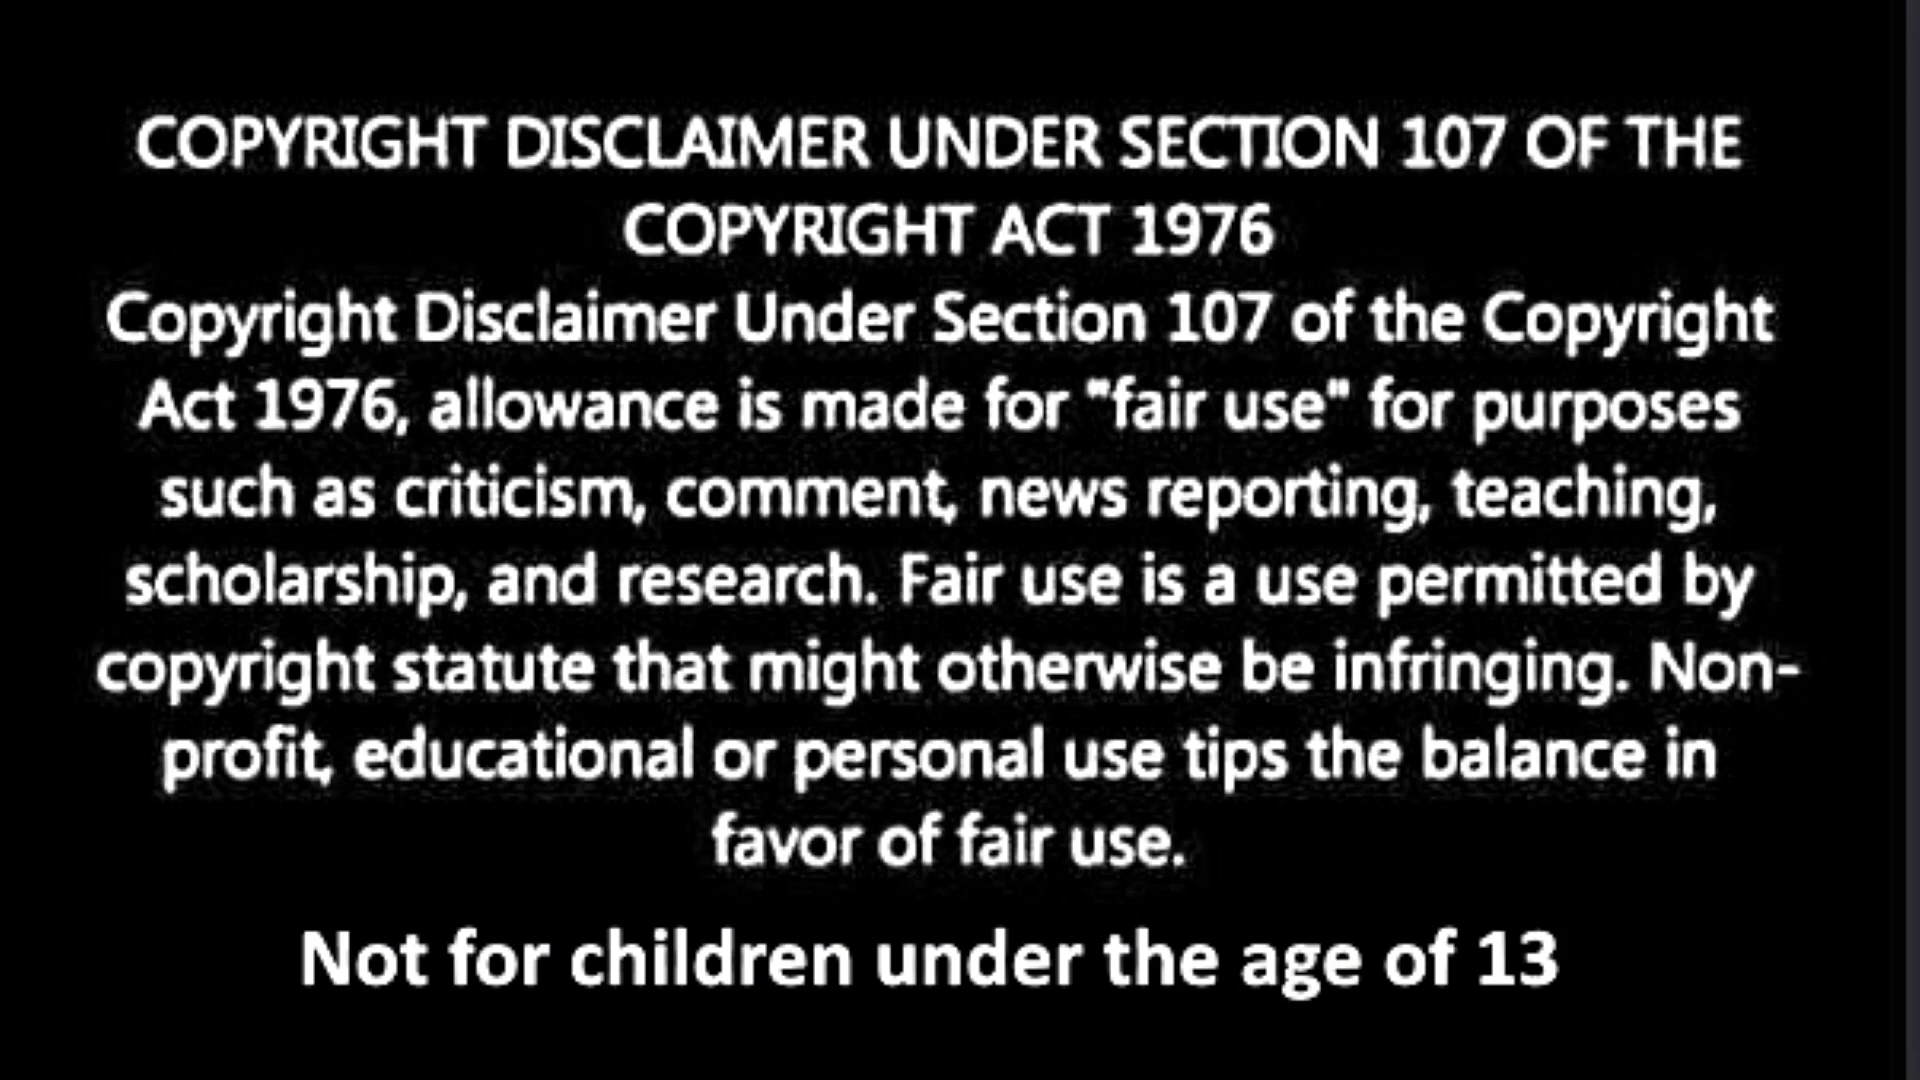 COPYRIGHT DISCLAIMER UNDER SECTION 107 OF THE
COPYRIGHT ACT 1976
Copyright Disclaimer Under Section 107 of the Copyright
Act 1976, allowance is made for "fair use" for purposes
such as criticism, comment, news reporting, teaching,
scholarship, and research. Fair use is a use permitted by
copyright statute that might otherwise be infringing. Non-
profit, educational or personal use tips the balance in
favor of fair use.
Not for children under the age of 13